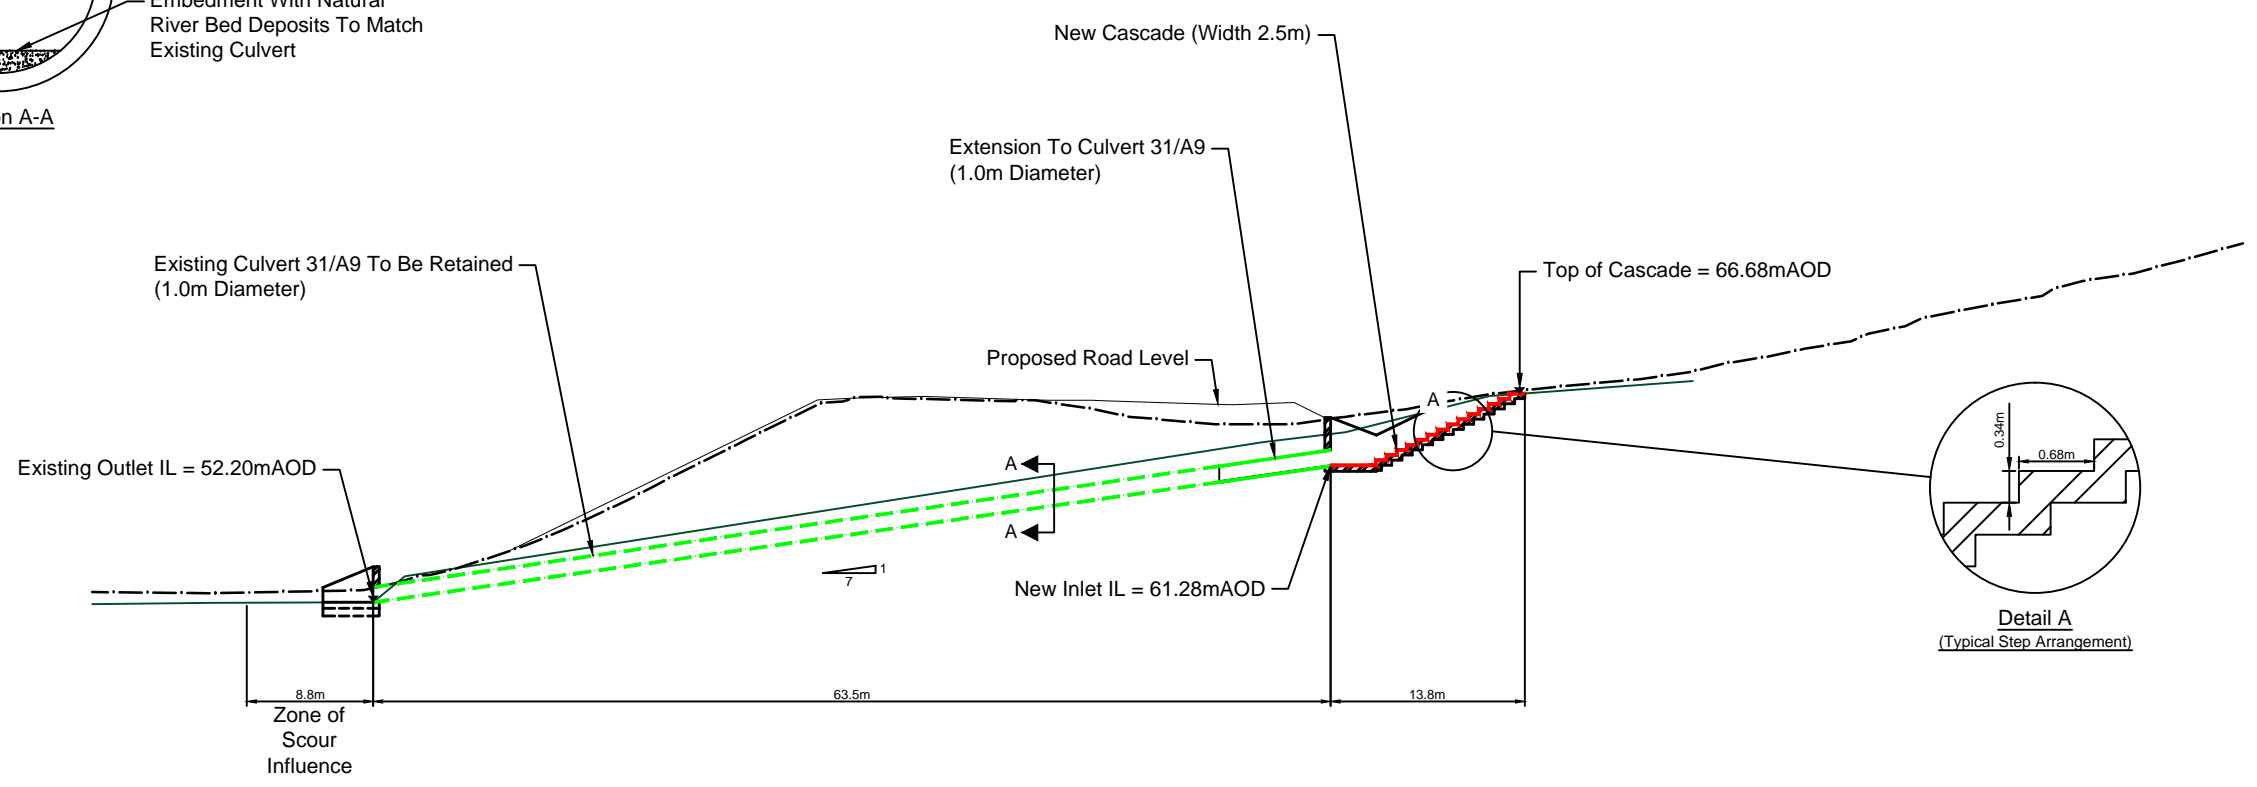 Embedment With Natural
River Bed Deposits To Match
Existing Culvert
n A-A
New Cascade (Width 2.5m)
Extension To Culvert 31/A9
(1.0m Diameter)
Existing Culvert 31/A9 To Be Retained
(1.0m Diameter)
Top of Cascade = 66.68mAOD
Proposed Road Level
A
Existing Outlet IL = 52.20mAOD
A
A
1
7
New Inlet IL = 61.28mAOD
0.34m
0.68m
Detail A
(Typical Step Arrangement)
8.8m
63.5m
13.8m
Zone of
Scour
Influence